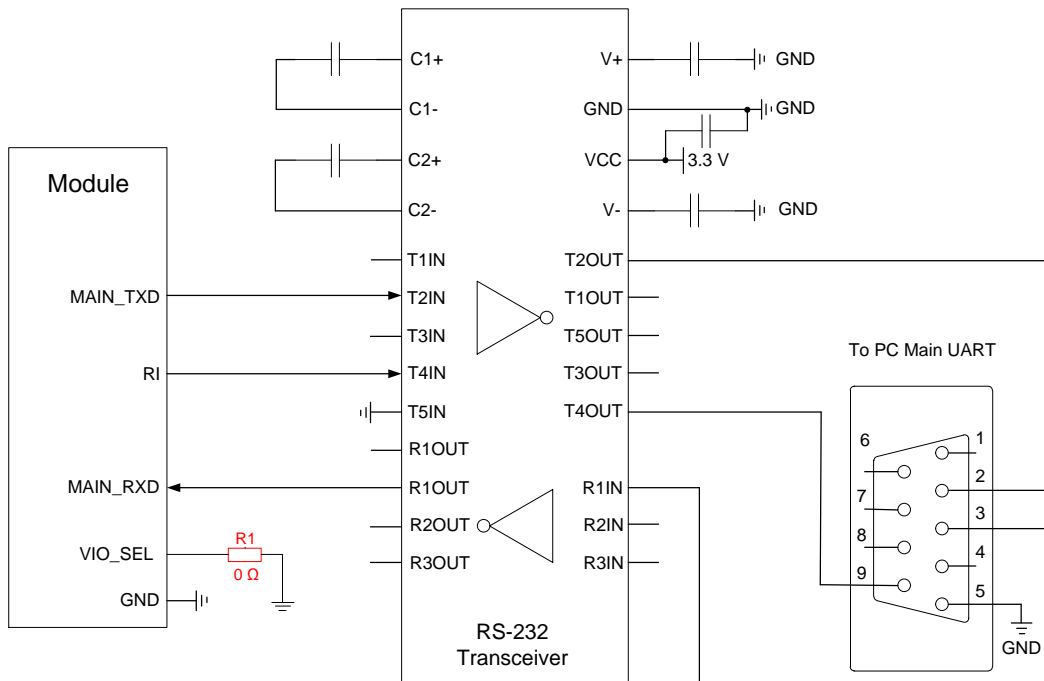 Module
MAIN_TXD
RI
MAIN_RXD
VIO_SEL
GND
R1
0 Ω
C1+
C1-
C2+
C2-
T1IN
T2IN
T3IN
T4IN
T5IN
R1OUT
R1OUT
R2OUT
R3OUT
V+
GND
VCC
V-
T2OUT
T1OUT
T5OUT
T3OUT
T4OUT
R1IN
R2IN
R3IN
RS-232
Transceiver
GND
GND
3.3 V
GND
To PC Main UART
6
7
8
9
1
2
3
4
5
GND